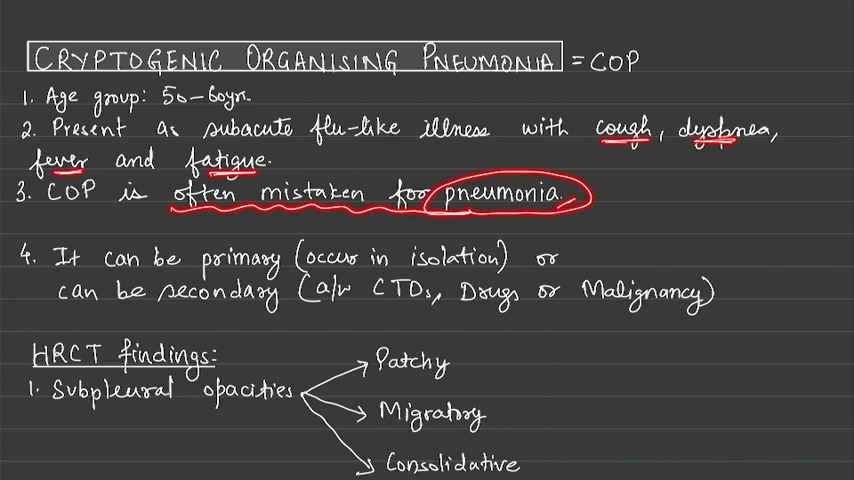 CRYPTOGENIC ORGANISING PNEUMONIA = COP
1. Age group: 50-60yr.
2. Present as subacute flu-like illness with cough, dyspnea,
fever and fatigue.
3. COP is often mistaken for pneumonia.
4. It can be primary (occur in isolation) or
can be secondary (a/w CTDs, Drugs or Malignancy)
HRCT findings:
1. Subpleural opacities
Patchy
Migratory
Consolidative